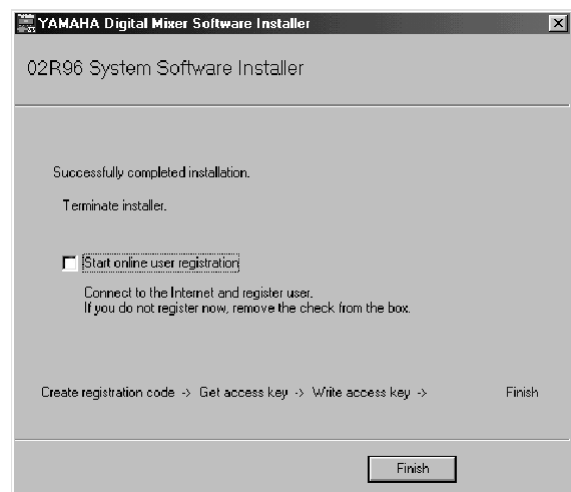 YAMAHA Digital Mixer Software Installer
02R96 System Software Installer
Successfully completed installation.
Terminate installer.
Start online user registration
Connect to the Internet and register user.
If you do not register now, remove the check from the box.
Create registration code -> Get access key -> Write access key -> Finish
Finish